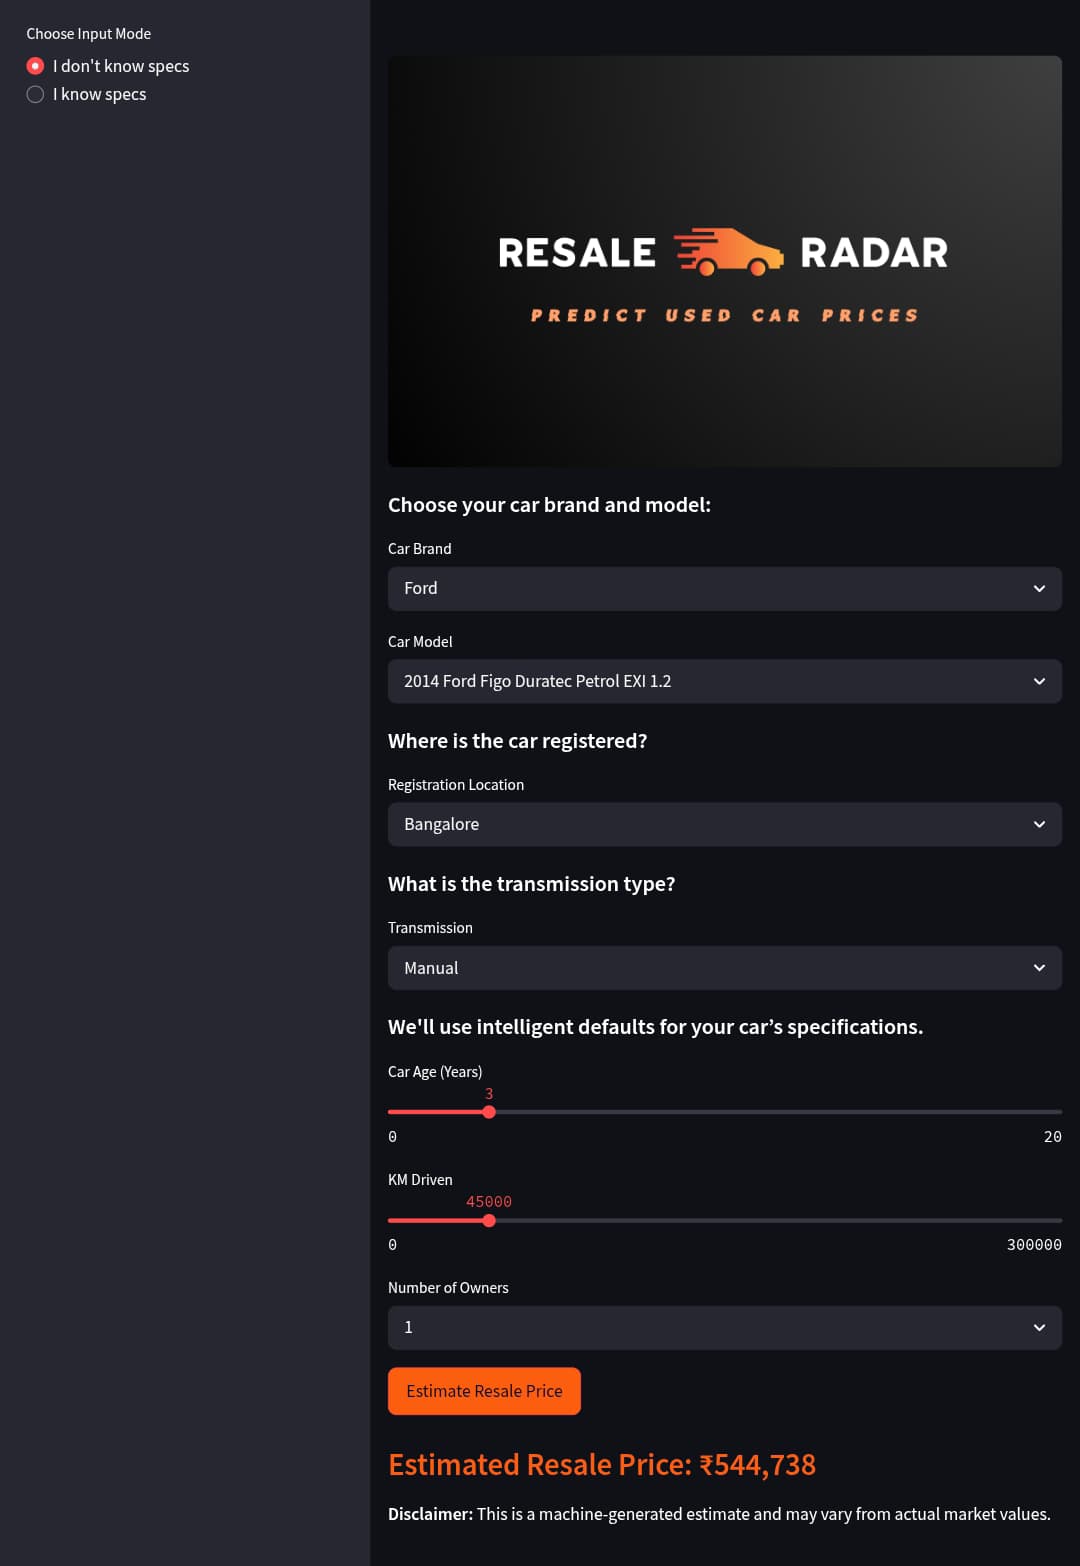 Choose Input Mode
I don't know specs
I know specs
RESALE RADAR
PREDICT USED CAR PRICES
Choose your car brand and model:
Car Brand
Ford
Car Model
2014 Ford Figo Duratec Petrol EXI 1.2
Where is the car registered?
Registration Location
Bangalore
What is the transmission type?
Transmission
Manual
We'll use intelligent defaults for your car’s specifications.
Car Age (Years)
3
0 20
KM Driven
45000
0 300000
Number of Owners
1
Estimate Resale Price
Estimated Resale Price: ₹544,738
Disclaimer: This is a machine-generated estimate and may vary from actual market values.